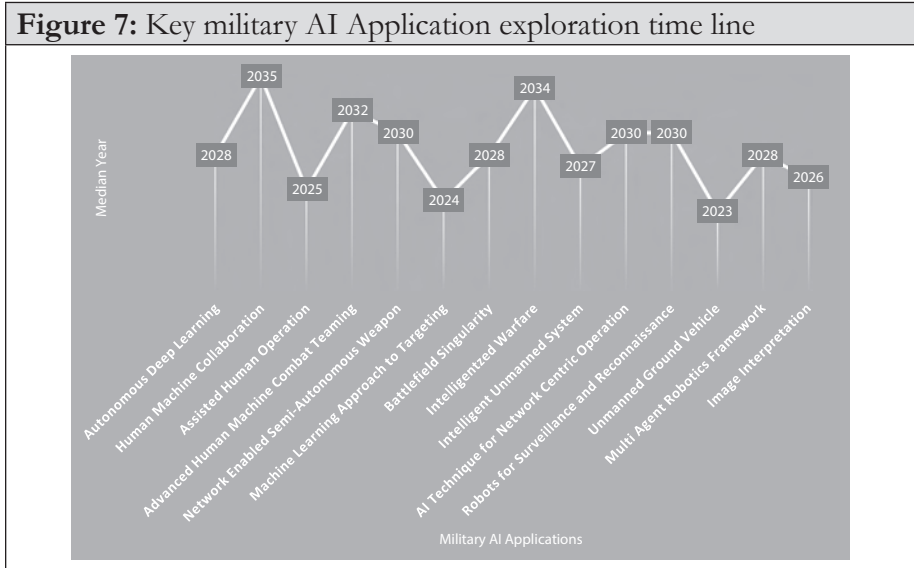 Figure 7: Key military AI Application exploration time line
Median Year
2028
2035
2025
2032
2030
2024
2028
2034
2027
2030
2030
2023
2028
2026
Autonomous Deep Learning
Human Machine Collaboration
Assisted Human Operation
Advanced Human Machine Combat Teaming
Network Enabled Semi-Autonomous Weapon
Machine Learning Approach to Targeting
Battlefield Singularity
Intelligentzed Warfare
Intelligent Unmanned System
AI Technique for Network Centric Operation
Robots for Surveillance and Reconnaissance
Unmanned Ground Vehicle
Multi Agent Robotics Framework
Image Interpretation
Military AI Applications